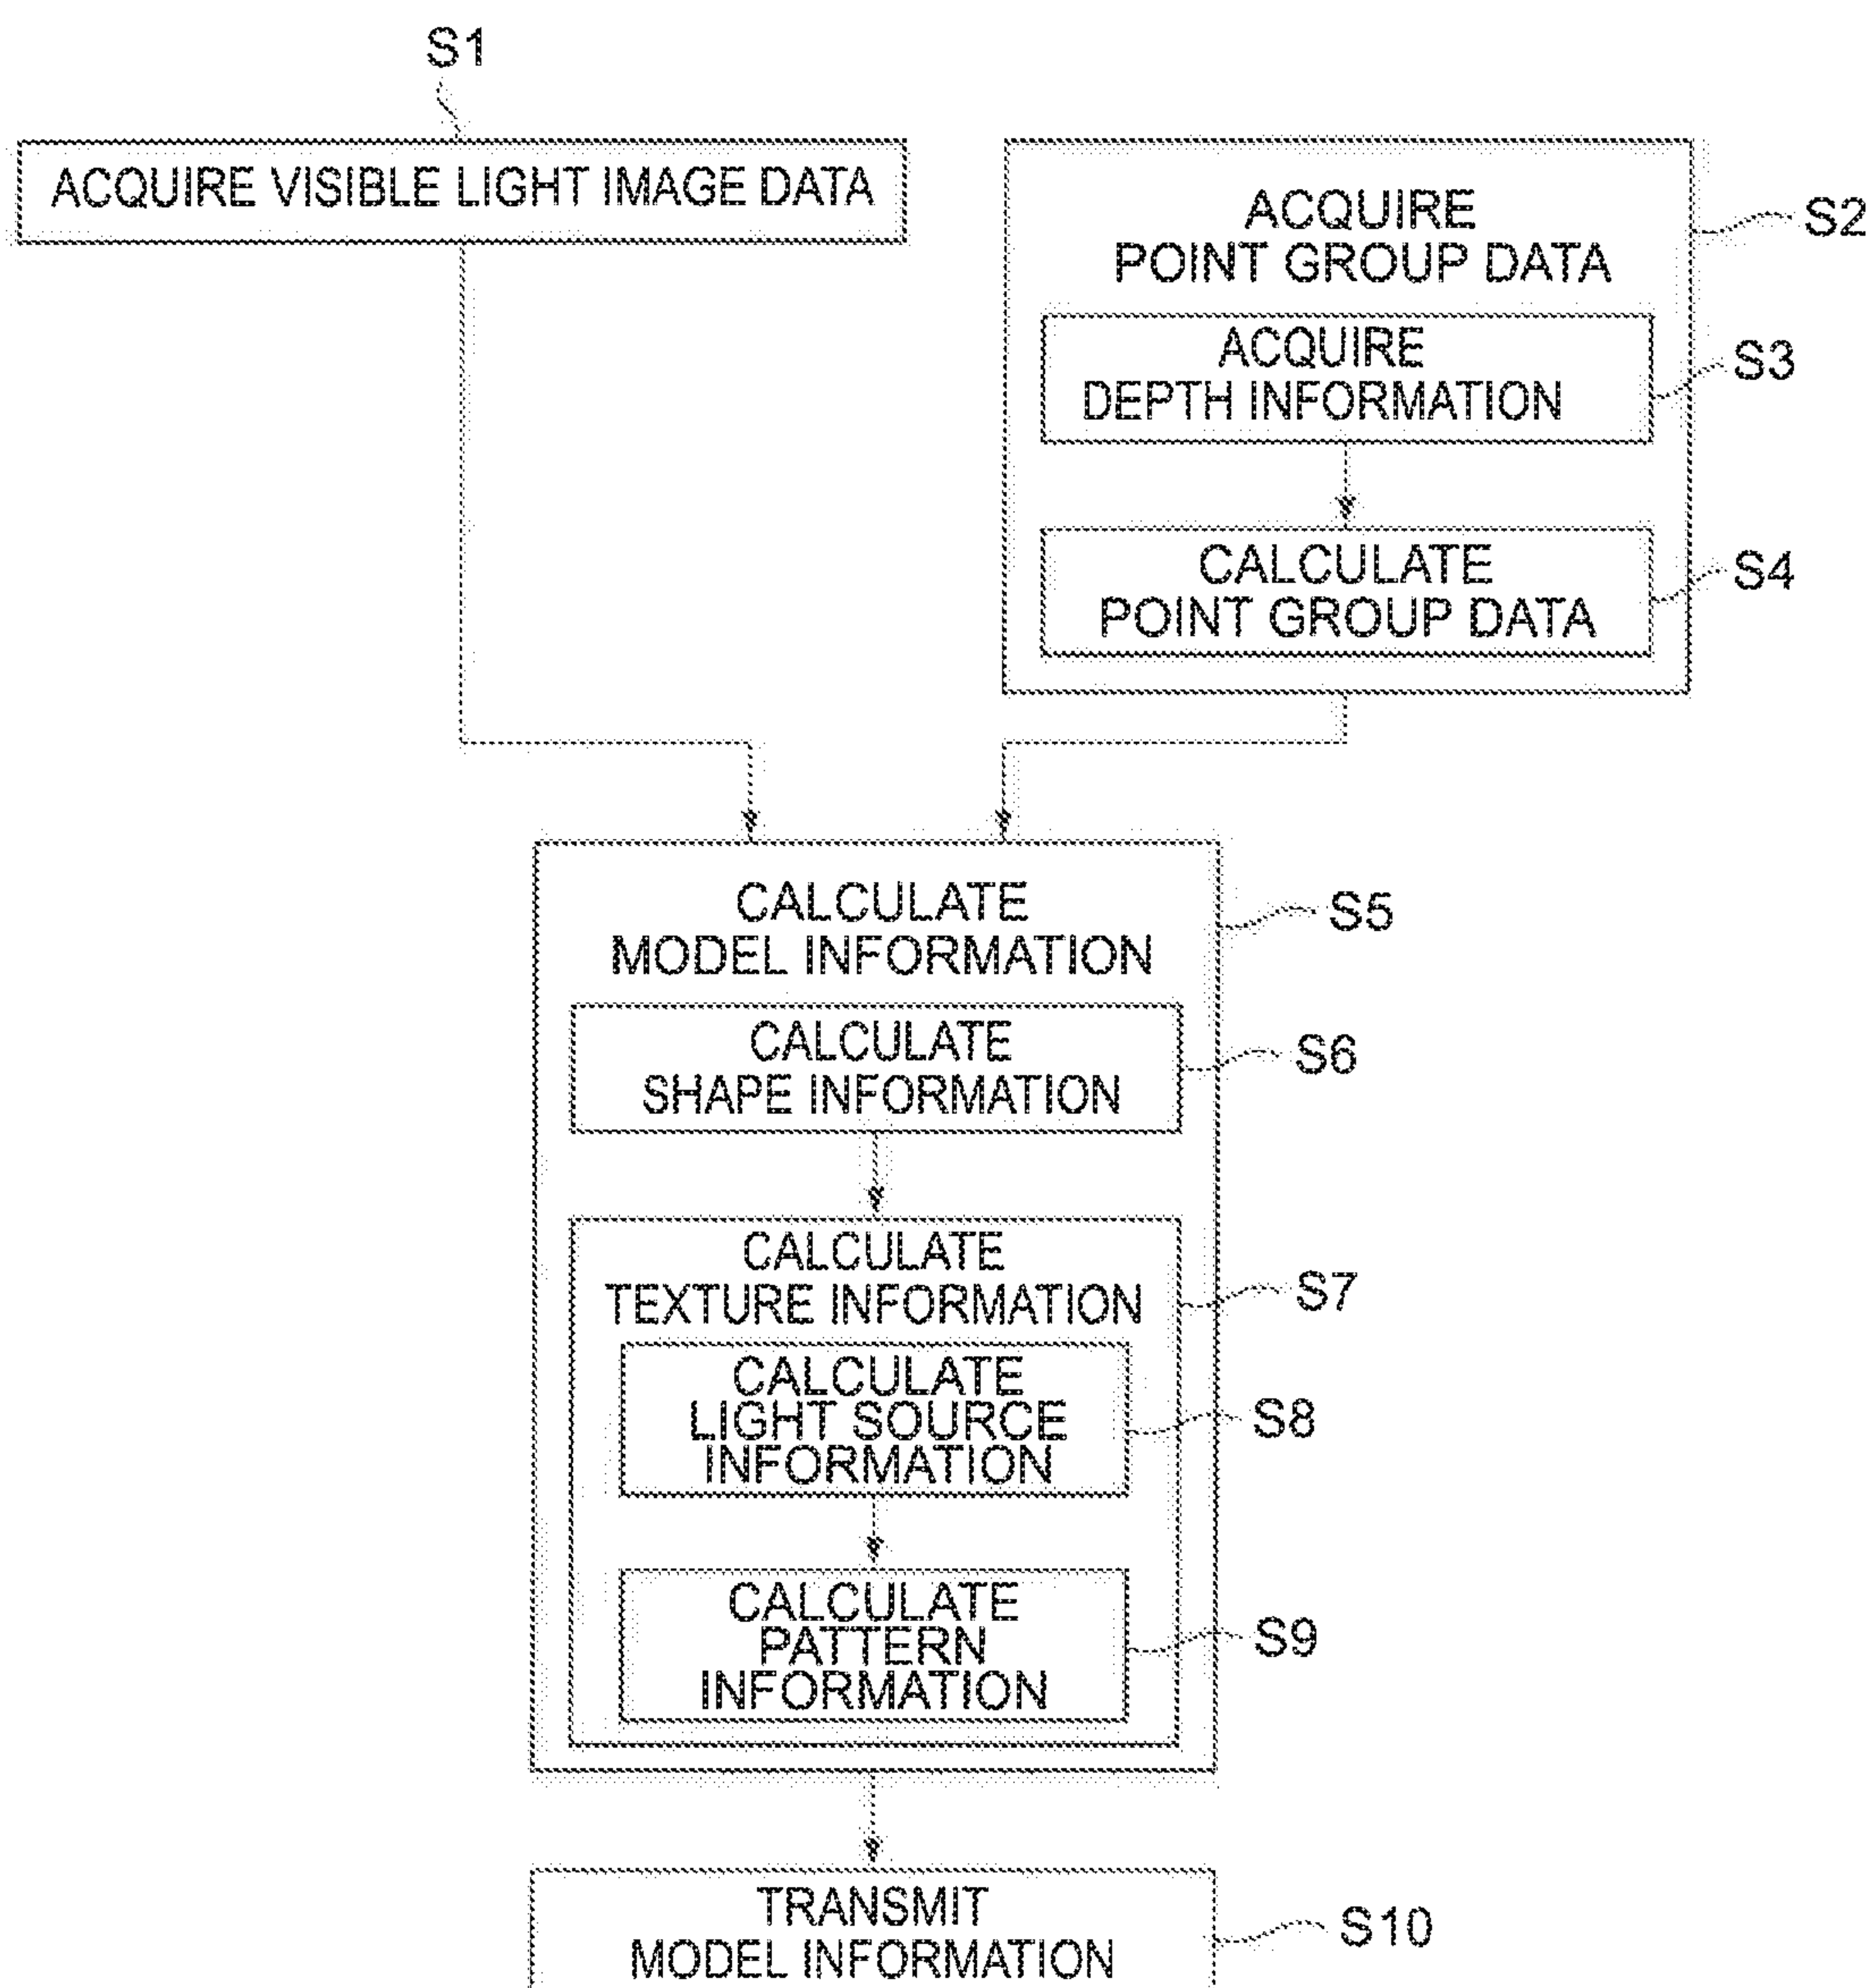 S1
ACQUIRE VISIBLE LIGHT IMAGE DATA
ACQUIRE
POINT GROUP DATA
S2
ACQUIRE
DEPTH INFORMATION
S3
CALCULATE
POINT GROUP DATA
S4
CALCULATE
MODEL INFORMATION
S5
CALCULATE
SHAPE INFORMATION
S6
CALCULATE
TEXTURE INFORMATION
S7
CALCULATE
LIGHT SOURCE
INFORMATION
S8
CALCULATE
PATTERN
INFORMATION
S9
TRANSMIT
MODEL INFORMATION
S10